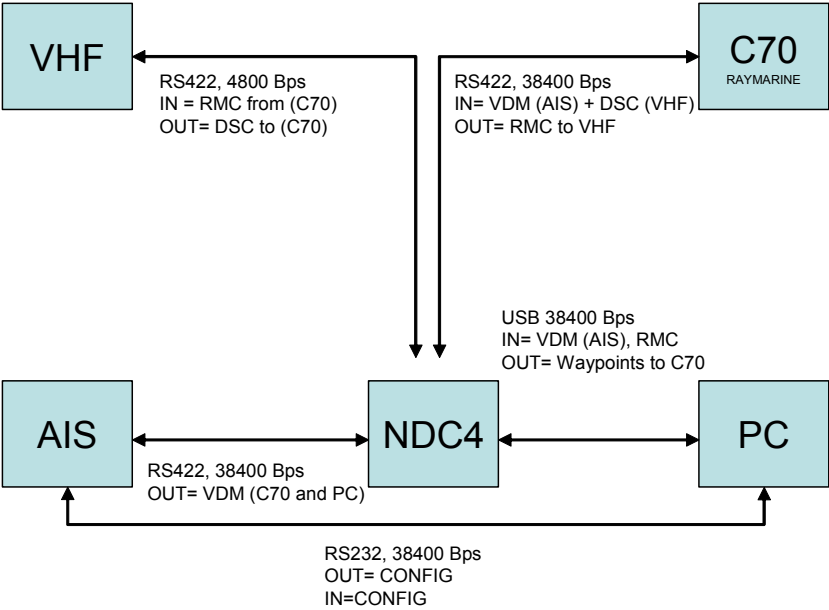 VHF
C70
RAYMARINE
RS422, 4800 Bps
IN = RMC from (C70)
OUT= DSC to (C70)
RS422, 38400 Bps
IN= VDM (AIS) + DSC (VHF)
OUT= RMC to VHF
USB 38400 Bps
IN= VDM (AIS), RMC
OUT= Waypoints to C70
AIS
NDC4
PC
RS422, 38400 Bps
OUT= VDM (C70 and PC)
RS232, 38400 Bps
OUT= CONFIG
IN=CONFIG